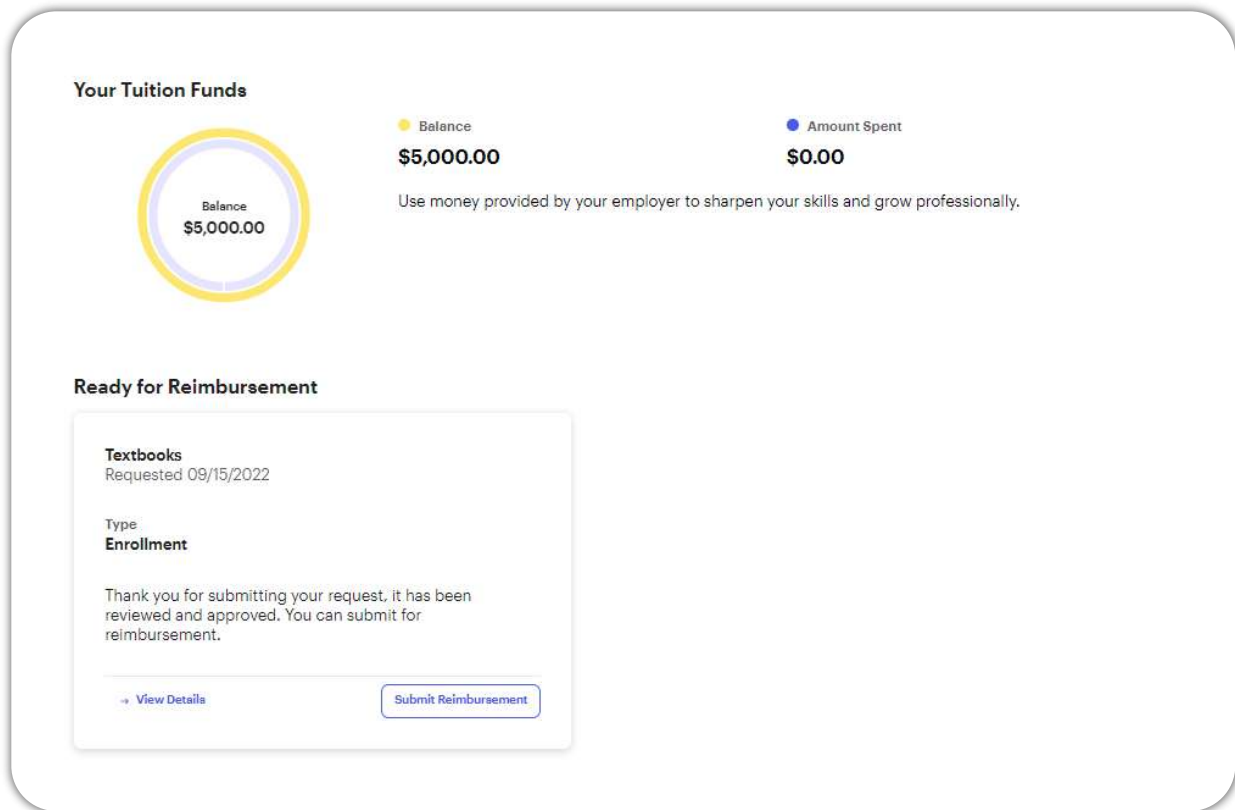 Your Tuition Funds
Balance
$5,000.00
Balance
$5,000.00
Amount Spent
$0.00
Use money provided by your employer to sharpen your skills and grow professionally.
Ready for Reimbursement
Textbooks
Requested 09/15/2022
Type
Enrollment
Thank you for submitting your request, it has been
reviewed and approved. You can submit for
reimbursement.
→ View Details
Submit Reimbursement